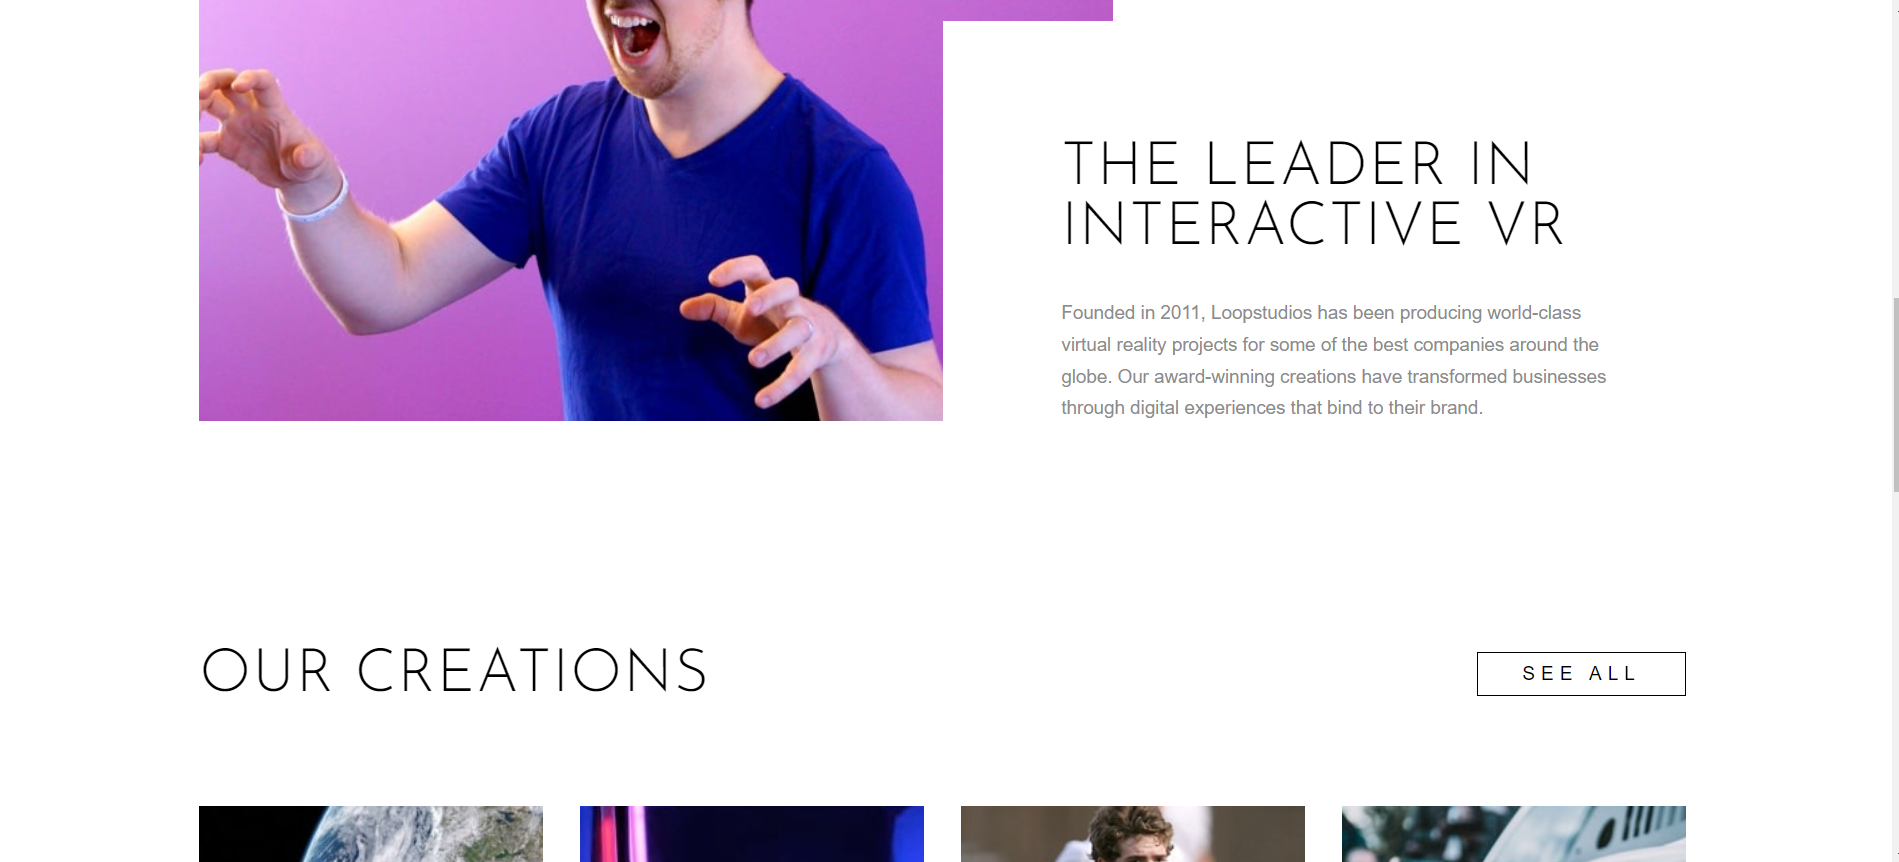 THE LEADER IN
INTERACTIVE VR
Founded in 2011, Loopstudios has been producing world-class
virtual reality projects for some of the best companies around the
globe. Our award-winning creations have transformed businesses
through digital experiences that bind to their brand.
OUR CREATIONS
SEE ALL